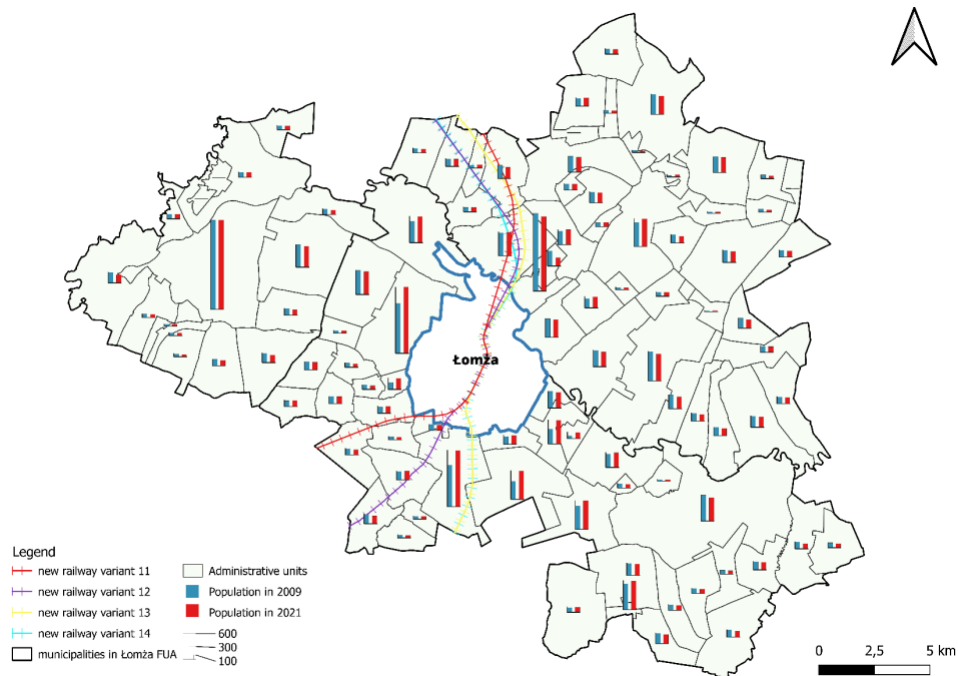 Łomża
Legend
new railway variant 11
new railway variant 12
new railway variant 13
new railway variant 14
municipalities in Łomża FUA
Administrative units
Population in 2009
Population in 2021
600
300
100
0 2,5 5 km